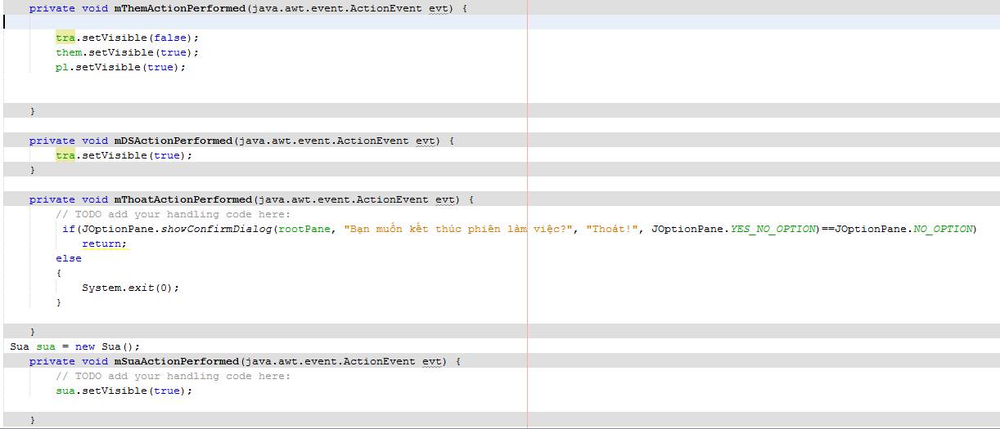 private void mThemActionPerformed(java.awt.event.ActionEvent evt) {
tra.setVisible(false);
them.setVisible(true);
pl.setVisible(true);
}
private void mDSActionPerformed(java.awt.event.ActionEvent evt) {
tra.setVisible(true);
}
private void mThoatActionPerformed(java.awt.event.ActionEvent evt) {
// TODO add your handling code here:
if(JOptionPane.showConfirmDialog(rootPane, "Bạn muốn kết thúc phiên làm việc?", "Thoát!", JOptionPane.YES_NO_OPTION)==JOptionPane.NO_OPTION)
return;
else
{
System.exit(0);
}
}
Sua sua = new Sua();
private void mSuaActionPerformed(java.awt.event.ActionEvent evt) {
// TODO add your handling code here:
sua.setVisible(true);
}